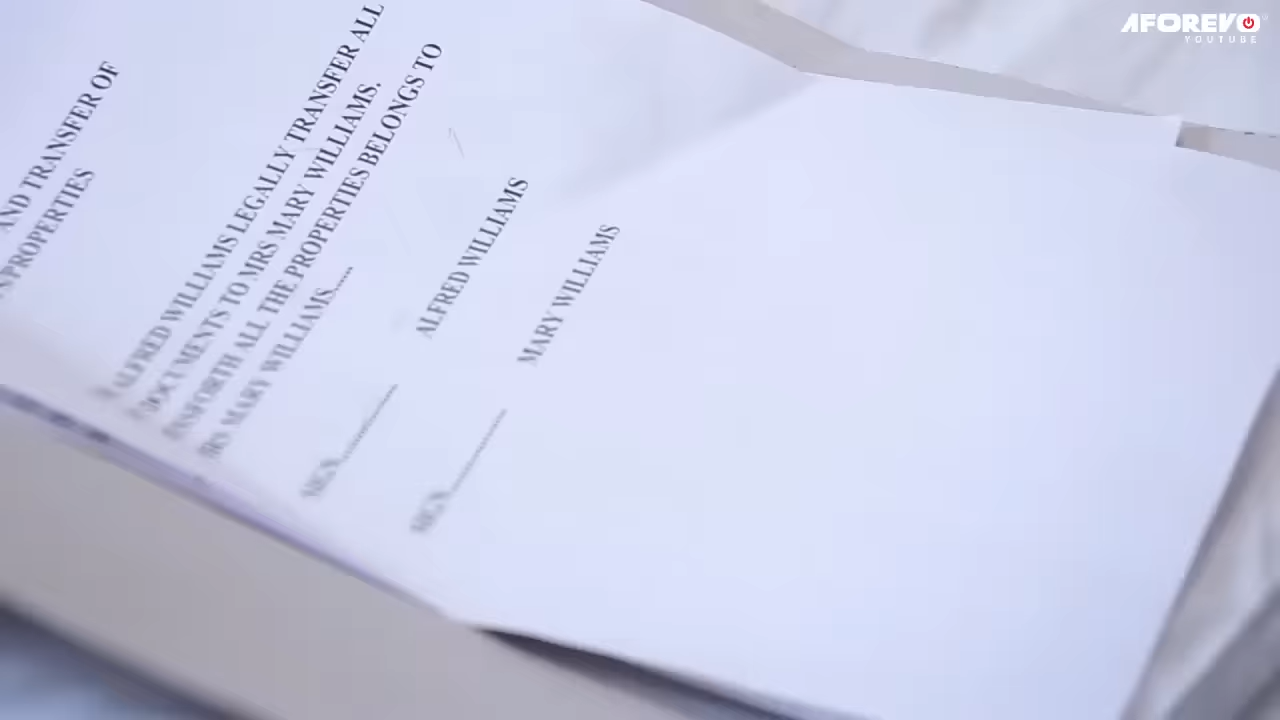 AFOREVO
YOUTUBE
AND TRANSFER OF
PROPERTIES
ALFRED WILLIAMS LEGALLY TRANSFER ALL
DOCUMENTS TO MRS MARY WILLIAMS.
ALL THE PROPERTIES BELONGS TO
MARY WILLIAMS......
SIGN................ ALFRED WILLIAMS
SIGN................ MARY WILLIAMS